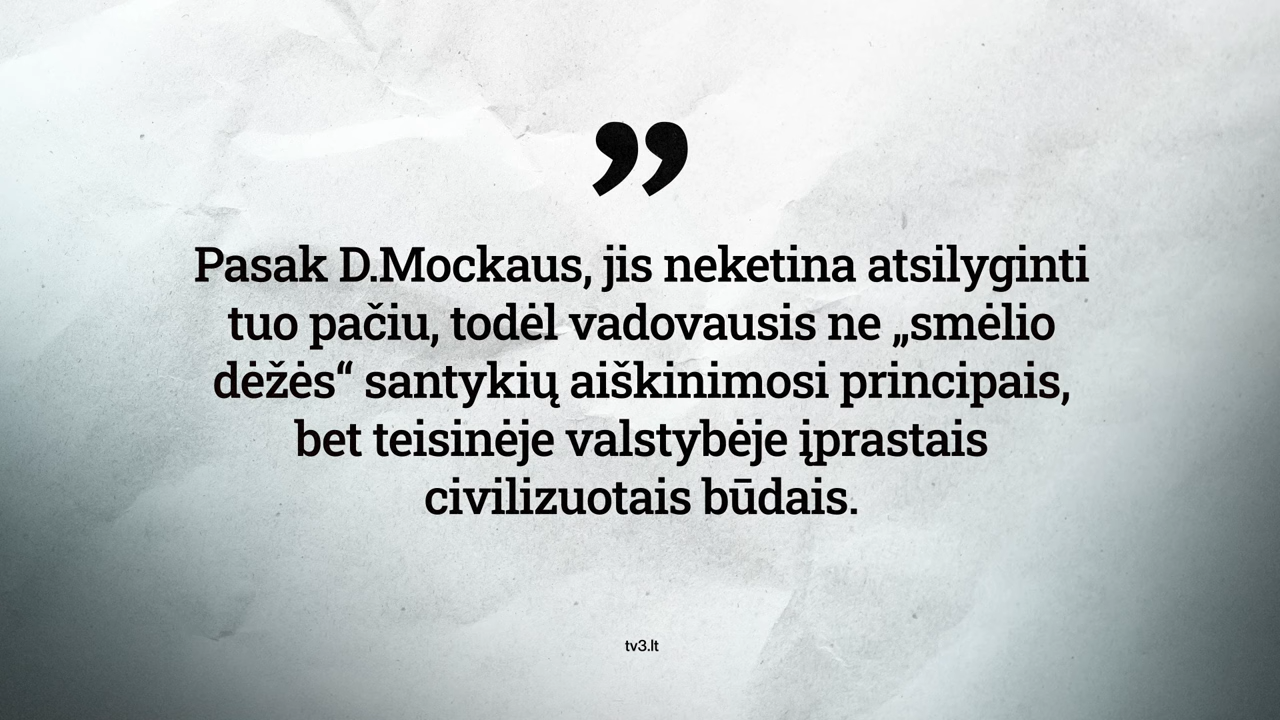 ”
Pasak D.Mockaus, jis neketina atsilyginti
tuo pačiu, todėl vadovausis ne „smėlio
dėžės“ santykių aiškinimosi principais,
bet teisinėje valstybėje įprastais
civilizuotais būdais.
tv3.lt